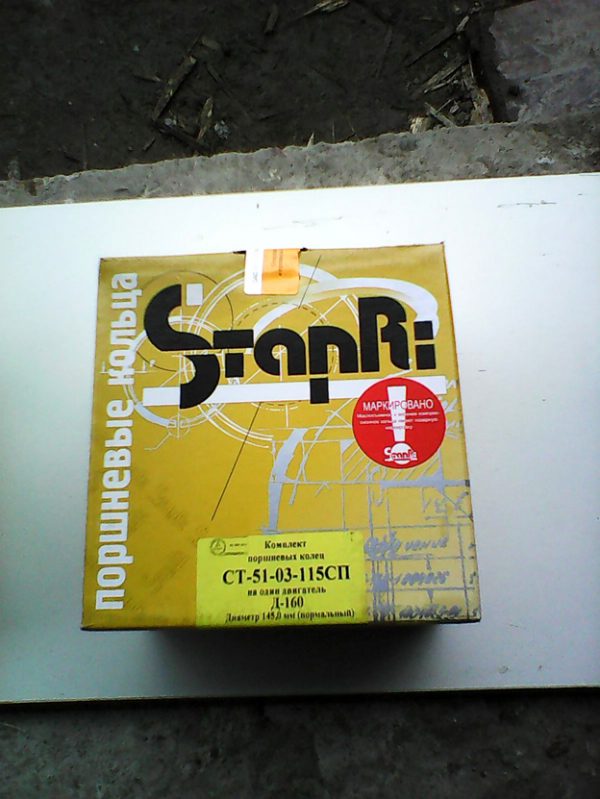 поршневые кольца
StapRi
МАРКИРОВАНО
StapRi
Комплект
поршневых колец
СТ-51-03-115СП
на один двигатель
Д-160
Диаметр 145,0 мм (нормальный)